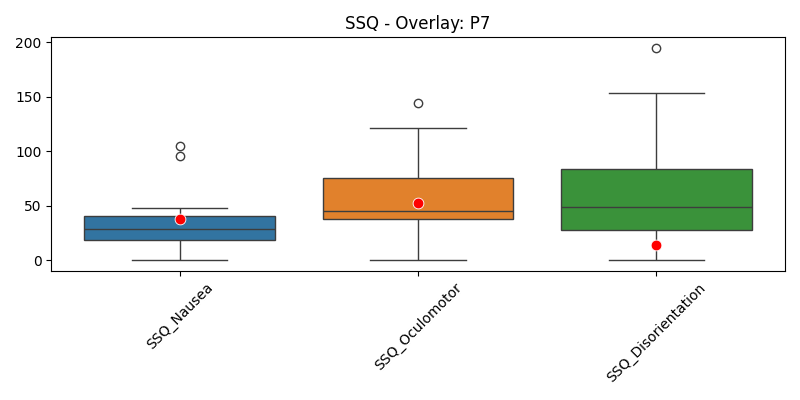 SSQ - Overlay: P7
200
150
100
50
0
SSQ_Nausea
SSQ_Oculomotor
SSQ_Disorientation